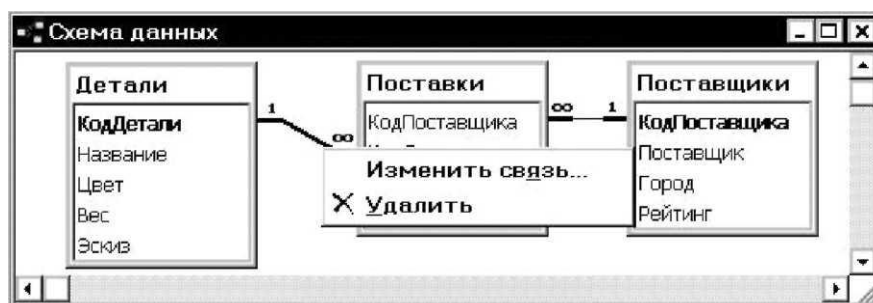 Схема данных
Детали
КодДетали
Название
Цвет
Вес
Эскиз
1
∞
Поставки
КодПоставщика
Изменить связь...
Удалить
∞
1
Поставщики
КодПоставщика
Поставщик
Город
Рейтинг